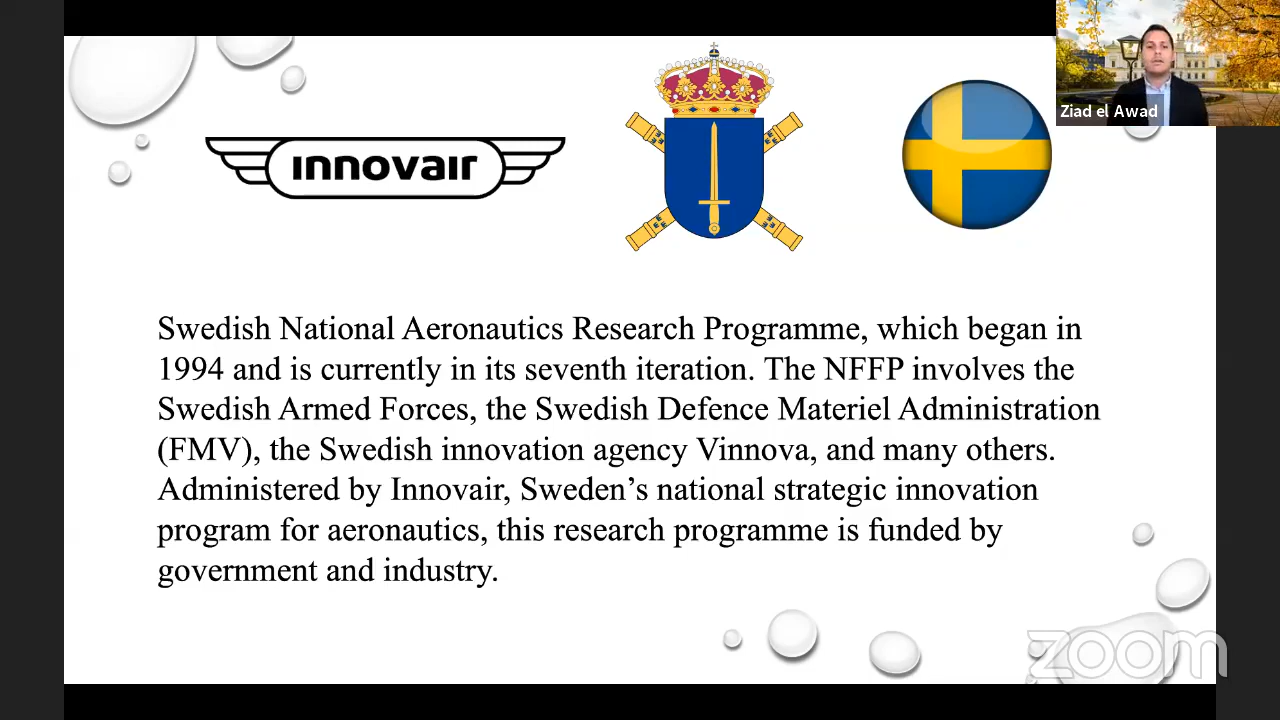 innovair
Ziad el Awad
Swedish National Aeronautics Research Programme, which began in
1994 and is currently in its seventh iteration. The NFFP involves the
Swedish Armed Forces, the Swedish Defence Materiel Administration
(FMV), the Swedish innovation agency Vinnova, and many others.
Administered by Innovair, Sweden’s national strategic innovation
program for aeronautics, this research programme is funded by
government and industry.
zoom